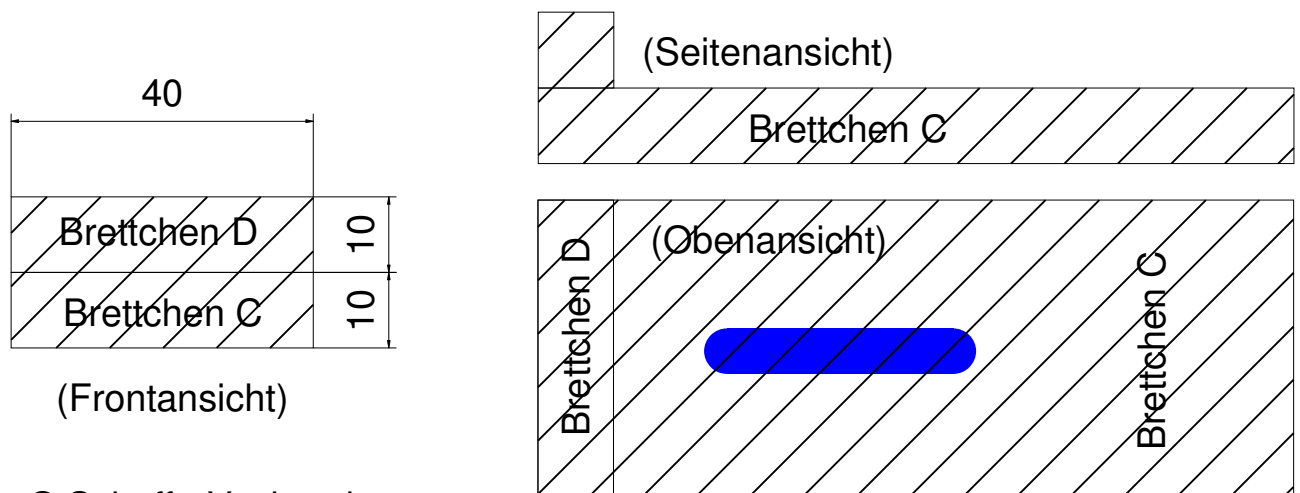 40
Brettchen D
10
Brettchen C
10
(Frontansicht)
(Seitenansicht)
Brettchen C
(Obenansicht)
Brettchen D
Brettchen C